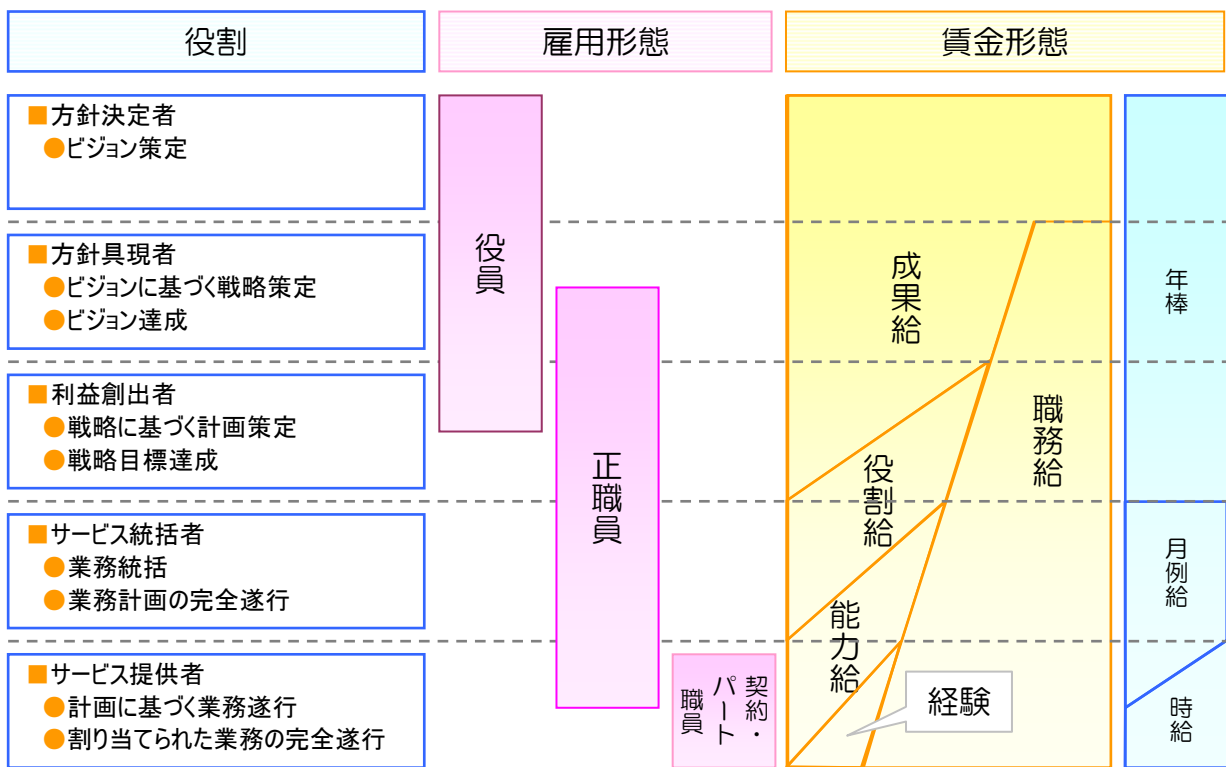 役割
雇用形態
賃金形態
■方針決定者
●ビジョン策定
■方針具現者
●ビジョンに基づく戦略策定
●ビジョン達成
■利益創出者
●戦略に基づく計画策定
●戦略目標達成
■サービス統括者
●業務統括
●業務計画の完全遂行
■サービス提供者
●計画に基づく業務遂行
●割り当てられた業務の完全遂行
役員
正職員
契約・
パート
職員
成果給
役割給
能力給
職務給
経験
年棒
月例給
時給